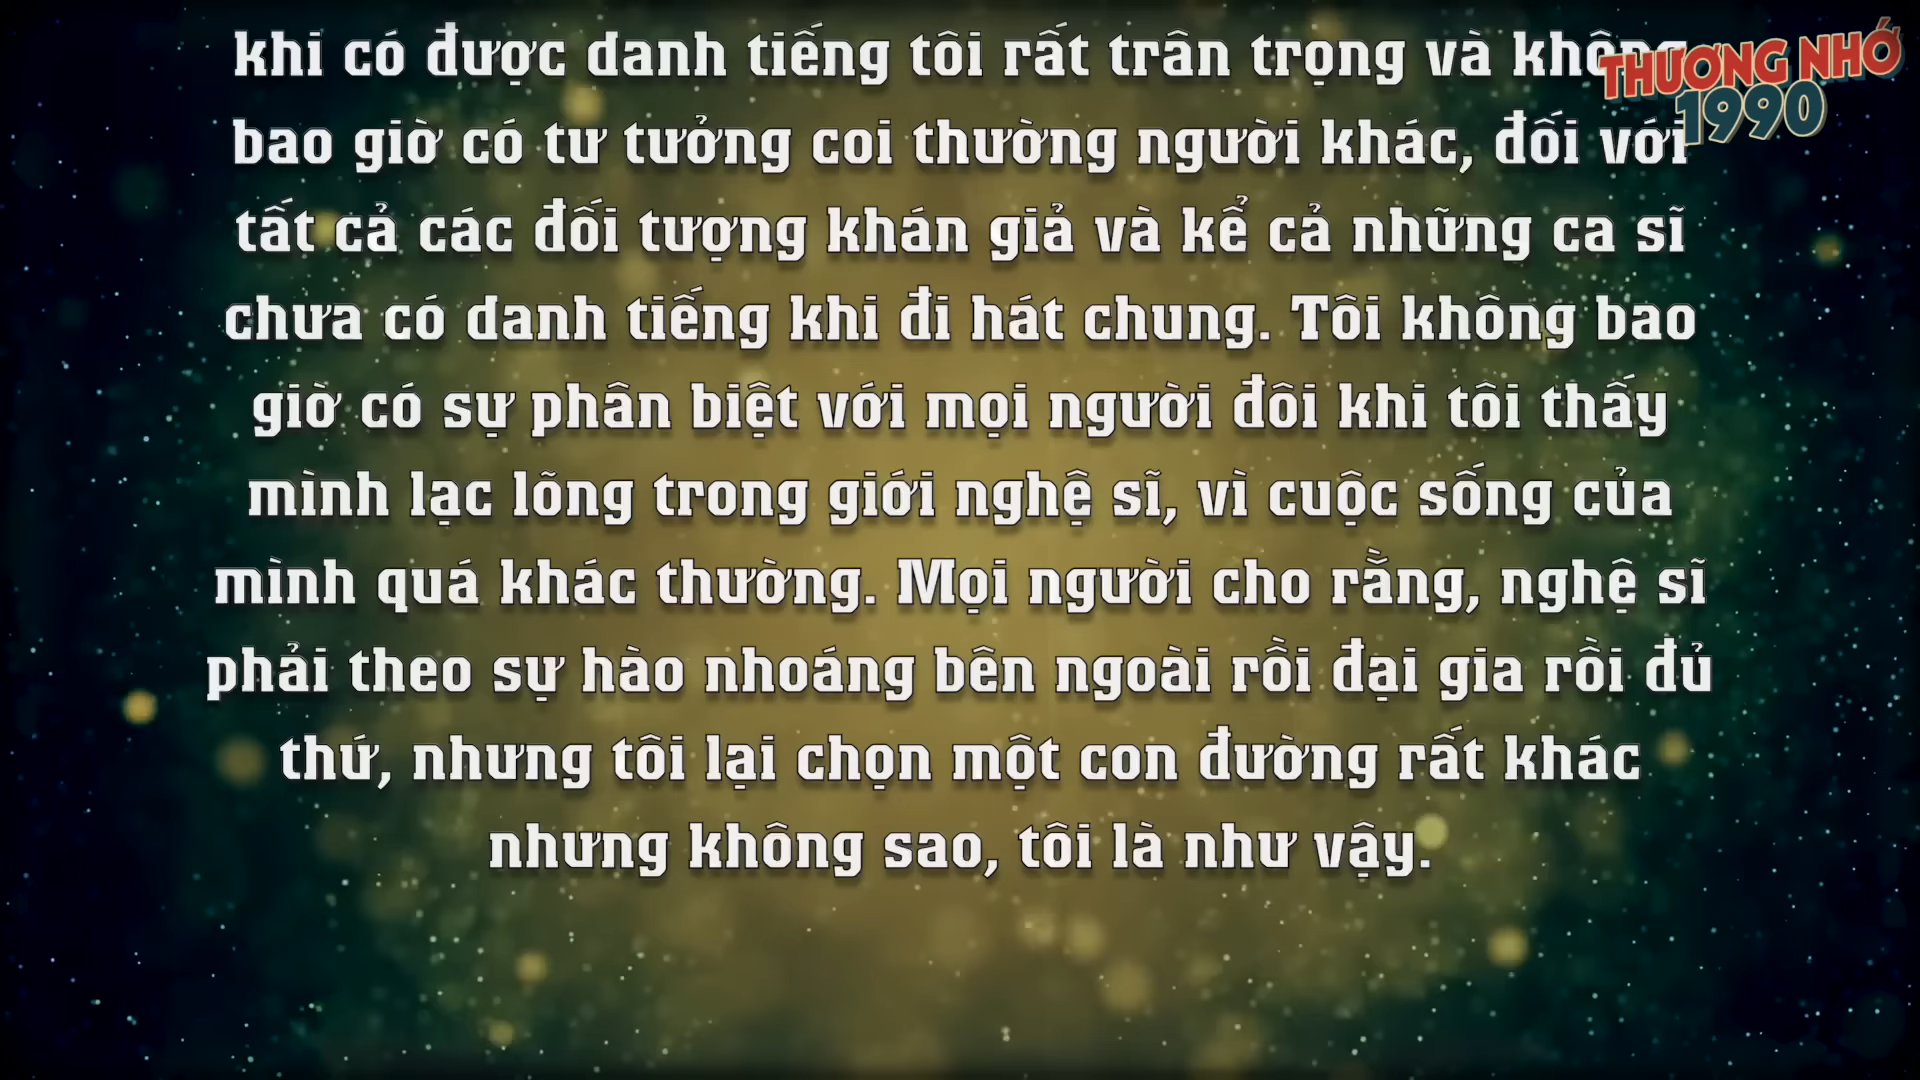 khi có được danh tiếng tôi rất trân trọng và không
bao giờ có tư tưởng coi thường người khác, đối với
tất cả các đối tượng khán giả và kể cả những ca sĩ
chưa có danh tiếng khi đi hát chung. Tôi không bao
giờ có sự phân biệt với mọi người đôi khi tôi thấy
mình lạc lõng trong giới nghệ sĩ, vì cuộc sống của
mình quá khác thường. Mọi người cho rằng, nghệ sĩ
phải theo sự hào nhoáng bên ngoài rồi đại gia rồi đủ
thứ, nhưng tôi lại chọn một con đường rất khác
nhưng không sao, tôi là như vậy.
THƯƠNG NHỚ
1990